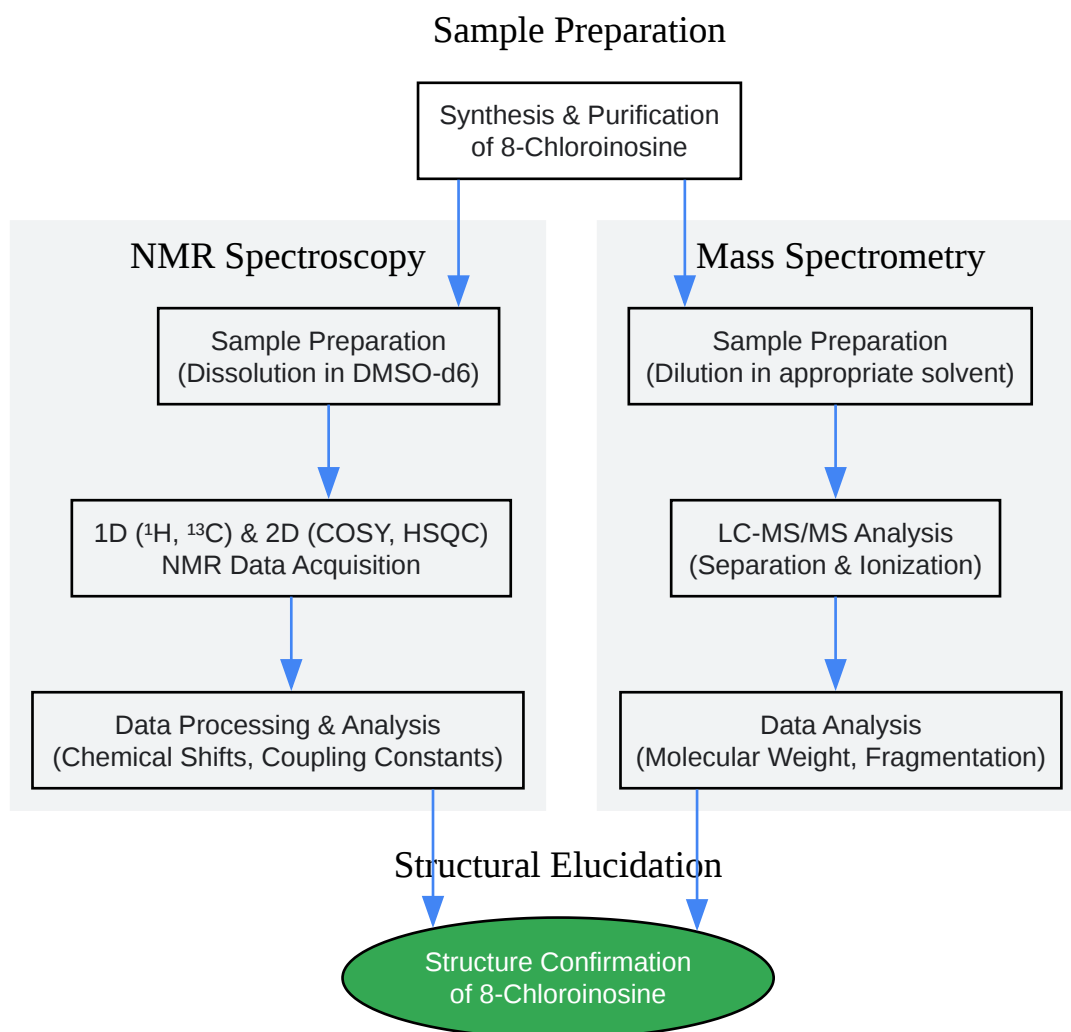 Sample Preparation
Synthesis & Purification
of 8-Chloroinosine
NMR Spectroscopy
Sample Preparation
(Dissolution in DMSO-d6)
1D (¹H, ¹³C) & 2D (COSY, HSQC)
NMR Data Acquisition
Data Processing & Analysis
(Chemical Shifts, Coupling Constants)
Mass Spectrometry
Sample Preparation
(Dilution in appropriate solvent)
LC-MS/MS Analysis
(Separation & Ionization)
Data Analysis
(Molecular Weight, Fragmentation)
Structural Elucidation
Structure Confirmation
of 8-Chloroinosine